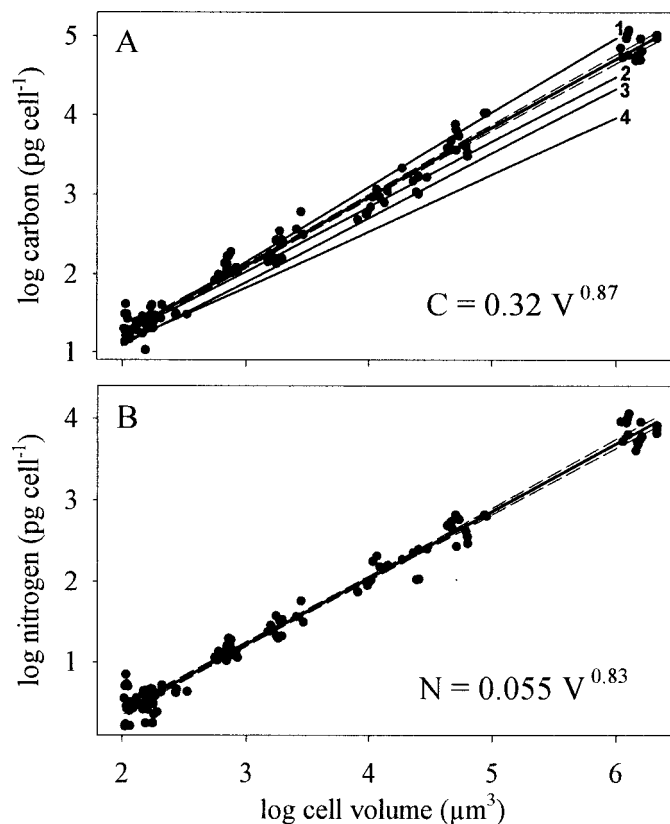 A
log carbon (pg cell⁻¹)
5
4
3
2
1
1
2
3
4
C = 0.32 V^0.87
B
log nitrogen (pg cell⁻¹)
4
3
2
1
N = 0.055 V^0.83
2 3 4 5 6
log cell volume (µm³)